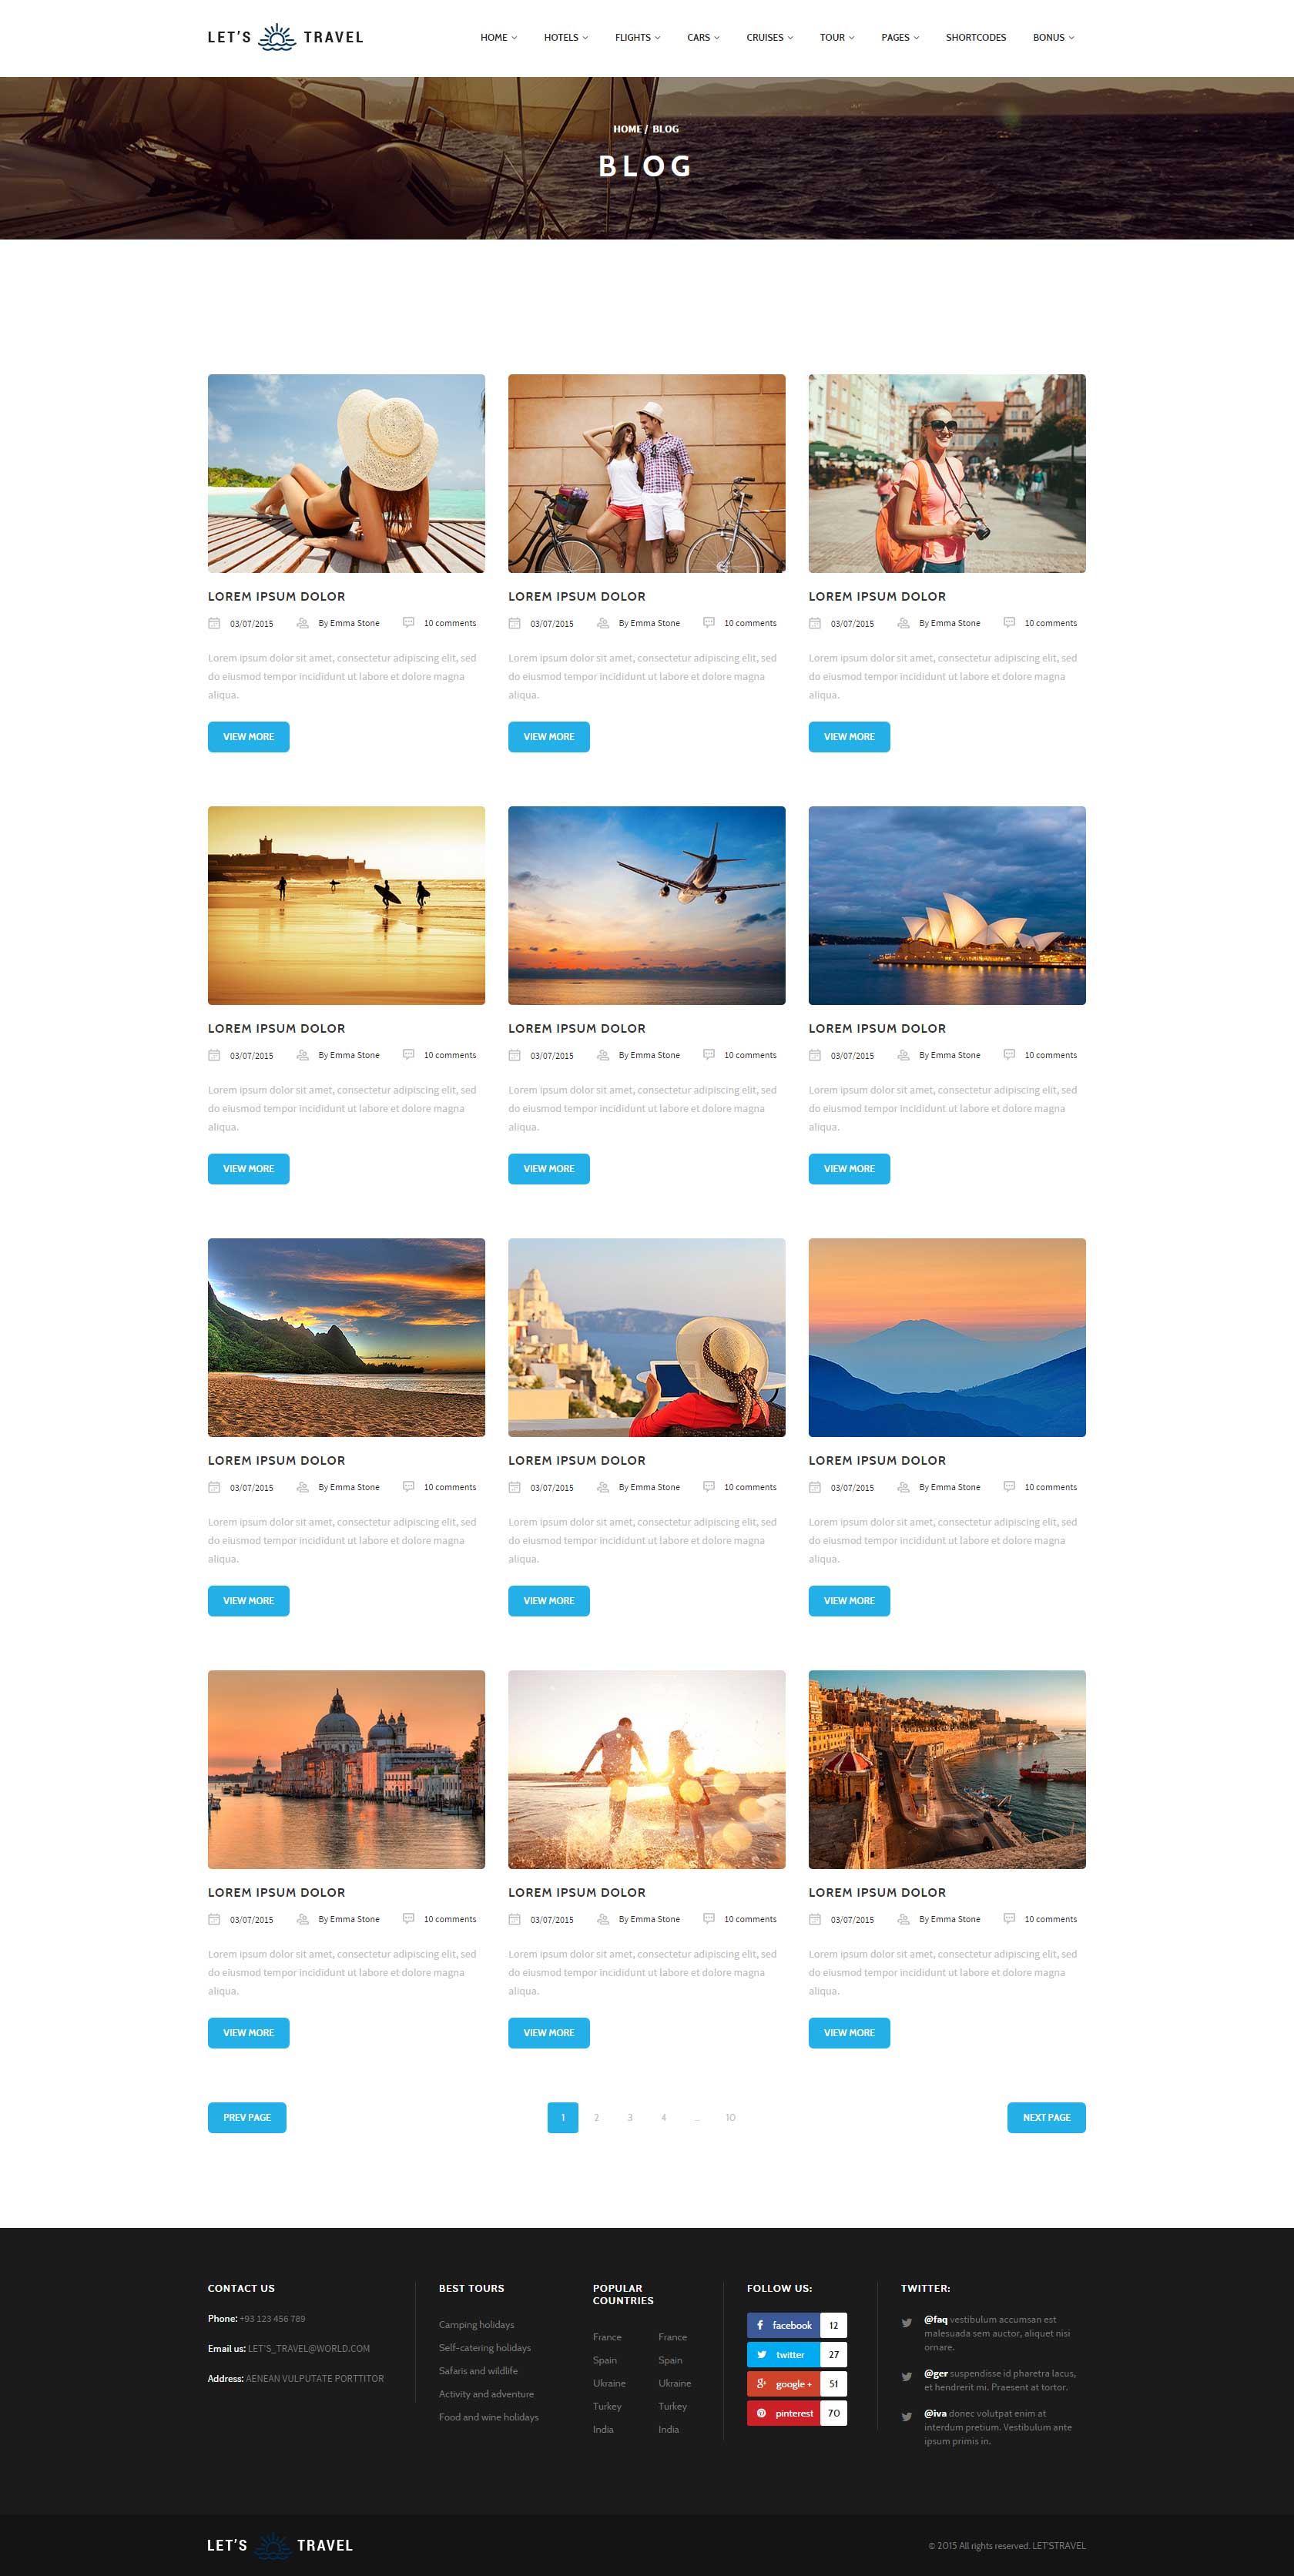 LET'S TRAVEL
HOME HOTELS FLIGHTS CARS CRUISES TOUR PAGES SHORTCODES BONUS
HOME / BLOG
BLOG
LOREM IPSUM DOLOR
03/07/2015 By Emma Stone 10 comments
Lorem ipsum dolor sit amet, consectetur adipiscing elit, sed
do eiusmod tempor incididunt ut labore et dolore magna
aliqua.
VIEW MORE
LOREM IPSUM DOLOR
03/07/2015 By Emma Stone 10 comments
Lorem ipsum dolor sit amet, consectetur adipiscing elit, sed
do eiusmod tempor incididunt ut labore et dolore magna
aliqua.
VIEW MORE
LOREM IPSUM DOLOR
03/07/2015 By Emma Stone 10 comments
Lorem ipsum dolor sit amet, consectetur adipiscing elit, sed
do eiusmod tempor incididunt ut labore et dolore magna
aliqua.
VIEW MORE
LOREM IPSUM DOLOR
03/07/2015 By Emma Stone 10 comments
Lorem ipsum dolor sit amet, consectetur adipiscing elit, sed
do eiusmod tempor incididunt ut labore et dolore magna
aliqua.
VIEW MORE
LOREM IPSUM DOLOR
03/07/2015 By Emma Stone 10 comments
Lorem ipsum dolor sit amet, consectetur adipiscing elit, sed
do eiusmod tempor incididunt ut labore et dolore magna
aliqua.
VIEW MORE
LOREM IPSUM DOLOR
03/07/2015 By Emma Stone 10 comments
Lorem ipsum dolor sit amet, consectetur adipiscing elit, sed
do eiusmod tempor incididunt ut labore et dolore magna
aliqua.
VIEW MORE
LOREM IPSUM DOLOR
03/07/2015 By Emma Stone 10 comments
Lorem ipsum dolor sit amet, consectetur adipiscing elit, sed
do eiusmod tempor incididunt ut labore et dolore magna
aliqua.
VIEW MORE
LOREM IPSUM DOLOR
03/07/2015 By Emma Stone 10 comments
Lorem ipsum dolor sit amet, consectetur adipiscing elit, sed
do eiusmod tempor incididunt ut labore et dolore magna
aliqua.
VIEW MORE
LOREM IPSUM DOLOR
03/07/2015 By Emma Stone 10 comments
Lorem ipsum dolor sit amet, consectetur adipiscing elit, sed
do eiusmod tempor incididunt ut labore et dolore magna
aliqua.
VIEW MORE
LOREM IPSUM DOLOR
03/07/2015 By Emma Stone 10 comments
Lorem ipsum dolor sit amet, consectetur adipiscing elit, sed
do eiusmod tempor incididunt ut labore et dolore magna
aliqua.
VIEW MORE
LOREM IPSUM DOLOR
03/07/2015 By Emma Stone 10 comments
Lorem ipsum dolor sit amet, consectetur adipiscing elit, sed
do eiusmod tempor incididunt ut labore et dolore magna
aliqua.
VIEW MORE
LOREM IPSUM DOLOR
03/07/2015 By Emma Stone 10 comments
Lorem ipsum dolor sit amet, consectetur adipiscing elit, sed
do eiusmod tempor incididunt ut labore et dolore magna
aliqua.
VIEW MORE
PREV PAGE 1 2 3 4 ... 10 NEXT PAGE
CONTACT US
Phone: +93 123 456 789
Email us: LET'S_TRAVEL@WORLD.COM
Address: AENEAN VULPUTATE PORTTITOR
BEST TOURS
Camping holidays
Self-catering holidays
Safaris and wildlife
Activity and adventure
Food and wine holidays
POPULAR
COUNTRIES
France France
Spain Spain
Ukraine Ukraine
Turkey Turkey
India India
FOLLOW US:
facebook 12
twitter 27
google + 51
pinterest 70
TWITTER:
@faq vestibulum accumsan est
malesuada sem auctor, aliquet nisi
ornare.
@ger suspendisse id pharetra lacus,
et hendrerit mi. Praesent at tortor.
@iva donec volutpat enim at
interdum pretium. Vestibulum ante
ipsum primis in.
LET'S TRAVEL
© 2015 All rights reserved. LET'STRAVEL